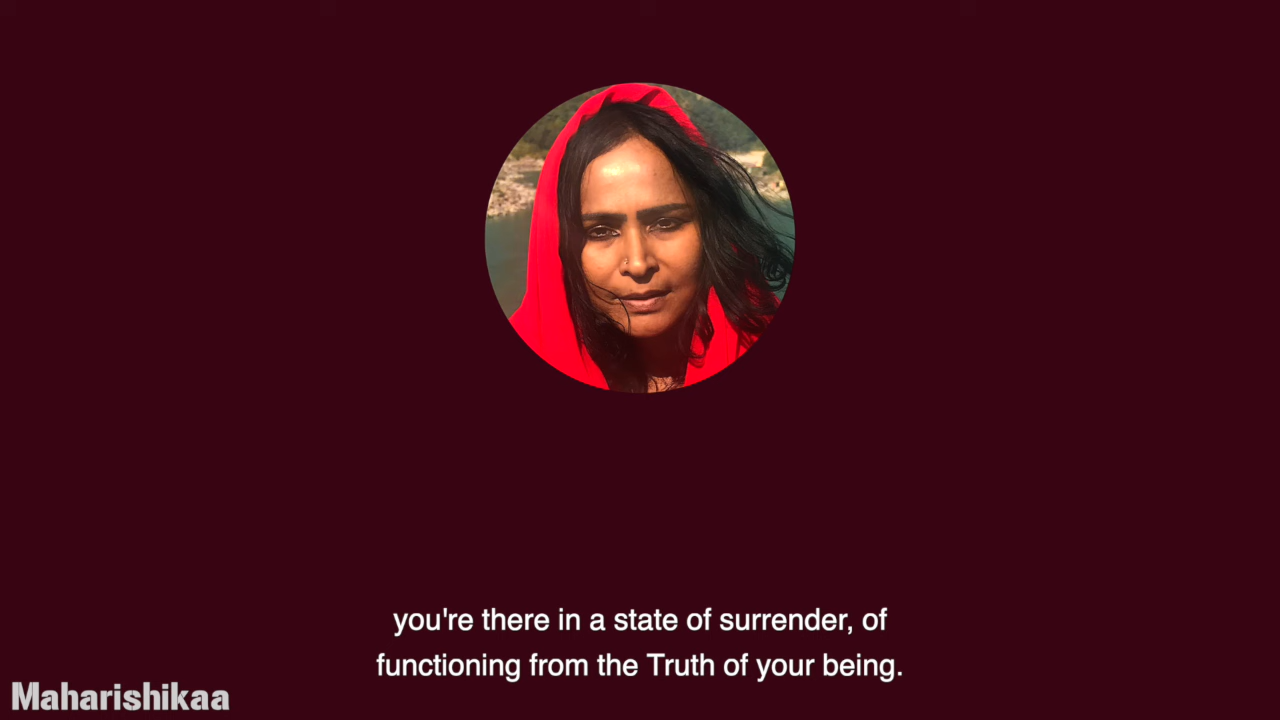 you're there in a state of surrender, of
functioning from the Truth of your being.
Maharishikaa